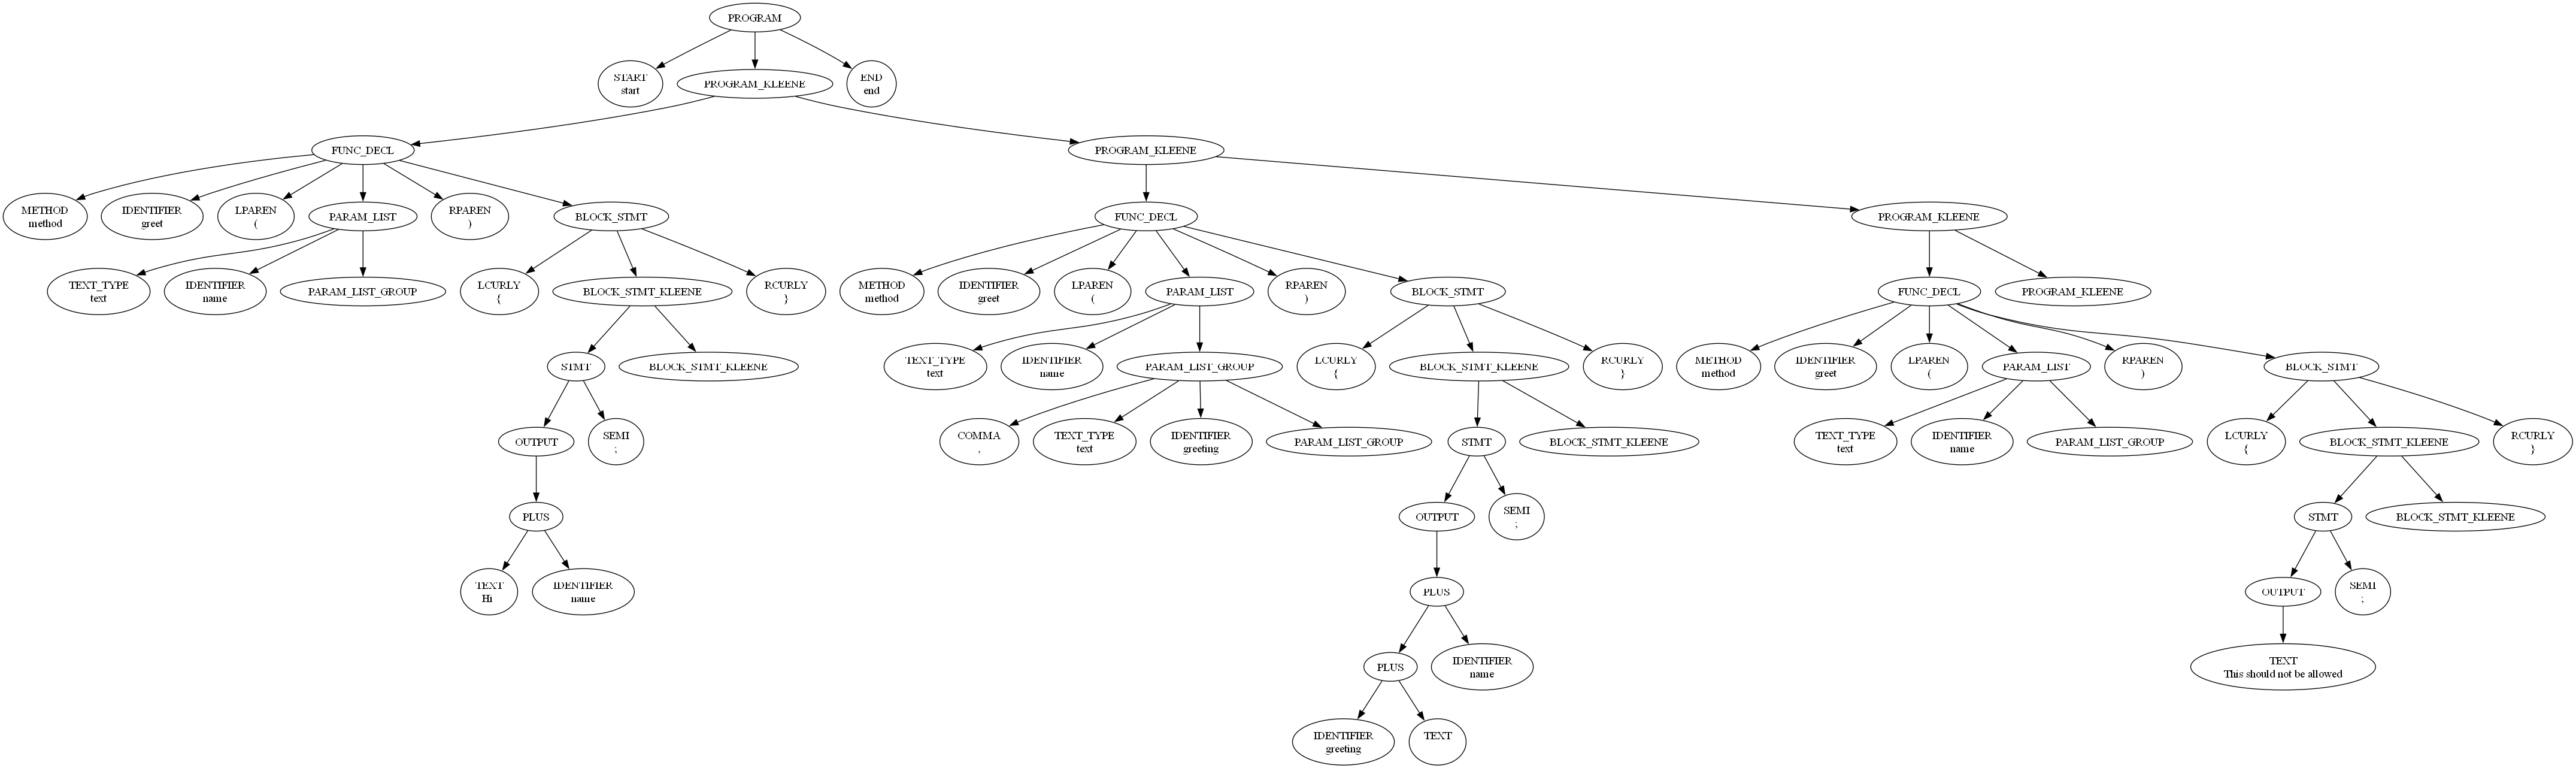 PROGRAM
START
start
PROGRAM_KLEENE
END
end
FUNC_DECL
PROGRAM_KLEENE
METHOD
method
IDENTIFIER
greet
LPAREN
(
PARAM_LIST
RPAREN
)
BLOCK_STMT
FUNC_DECL
PROGRAM_KLEENE
TEXT_TYPE
text
IDENTIFIER
name
PARAM_LIST_GROUP
LCURLY
{
BLOCK_STMT_KLEENE
RCURLY
}
METHOD
method
IDENTIFIER
greet
LPAREN
(
PARAM_LIST
RPAREN
)
BLOCK_STMT
FUNC_DECL
PROGRAM_KLEENE
STMT
BLOCK_STMT_KLEENE
TEXT_TYPE
text
IDENTIFIER
name
PARAM_LIST_GROUP
LCURLY
{
BLOCK_STMT_KLEENE
RCURLY
}
METHOD
method
IDENTIFIER
greet
LPAREN
(
PARAM_LIST
RPAREN
)
BLOCK_STMT
OUTPUT
SEMI
;
COMMA
,
TEXT_TYPE
text
IDENTIFIER
greeting
PARAM_LIST_GROUP
STMT
BLOCK_STMT_KLEENE
TEXT_TYPE
text
IDENTIFIER
name
PARAM_LIST_GROUP
LCURLY
{
BLOCK_STMT_KLEENE
RCURLY
}
PLUS
OUTPUT
SEMI
;
STMT
BLOCK_STMT_KLEENE
TEXT
Hi
IDENTIFIER
name
PLUS
OUTPUT
SEMI
;
PLUS
IDENTIFIER
name
TEXT
This should not be allowed
IDENTIFIER
greeting
TEXT